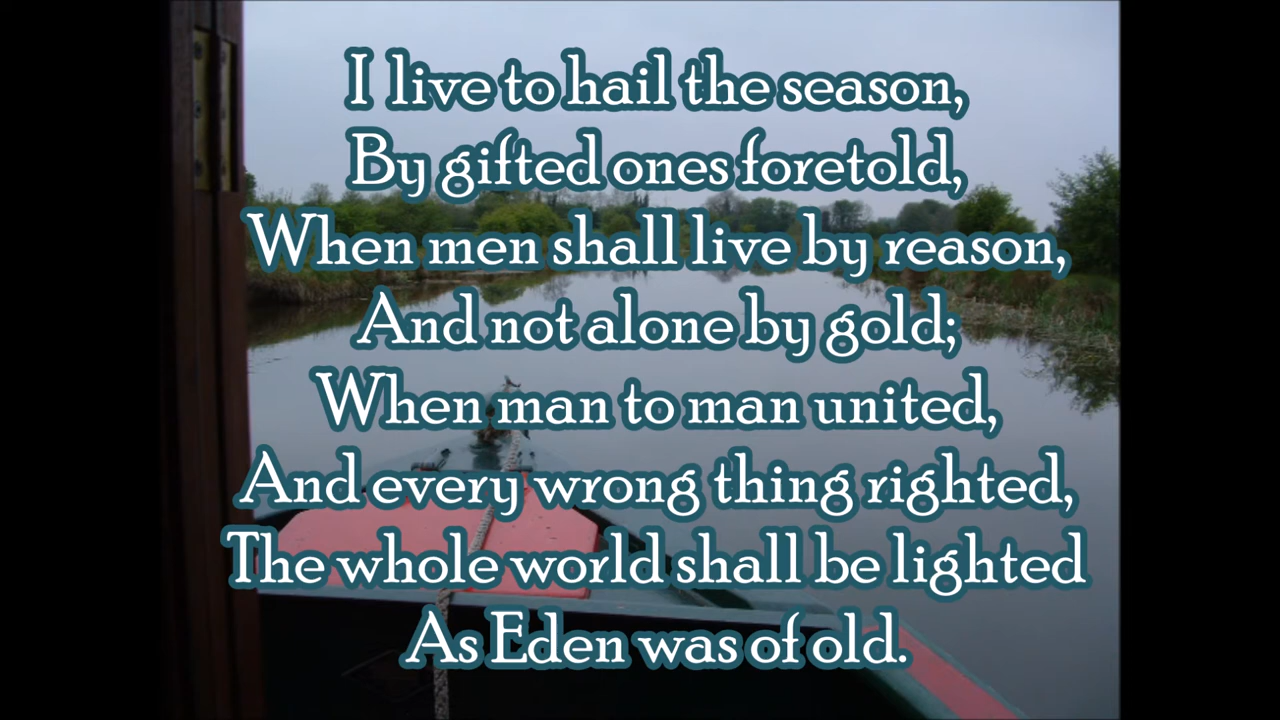 I live to hail the season,
By gifted ones foretold,
When men shall live by reason,
And not alone by gold;
When man to man united,
And every wrong thing righted,
The whole world shall be lighted
As Eden was of old.